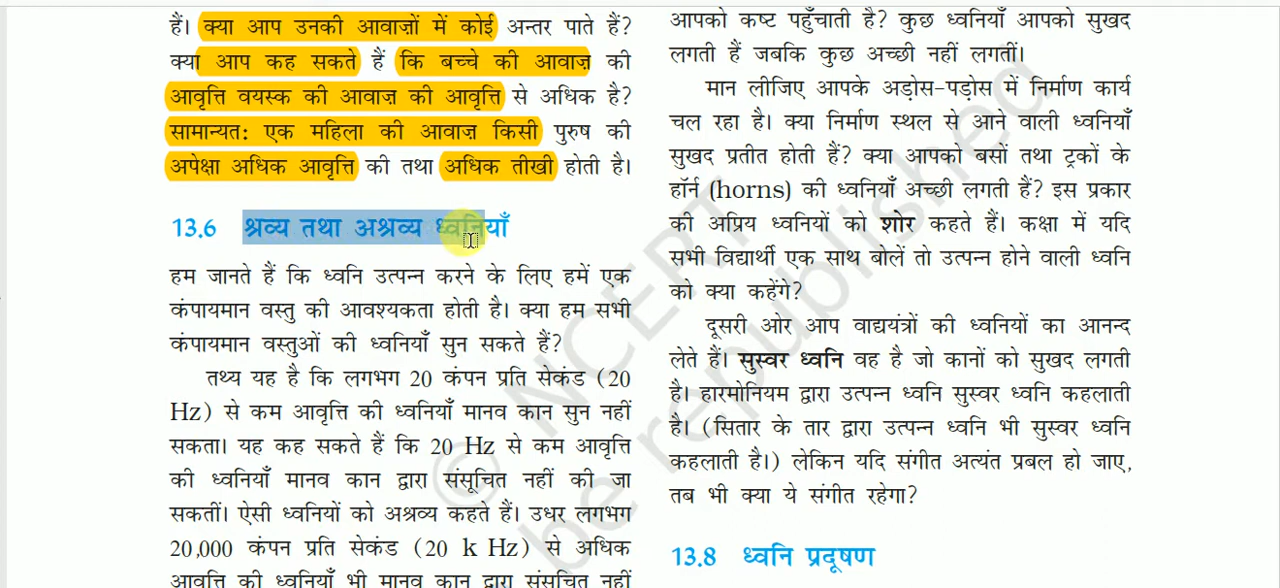 हैं। क्या आप उनकी आवाज़ों में कोई अन्तर पाते हैं?
क्या आप कह सकते हैं कि बच्चे की आवाज़ की
आवृत्ति वयस्क की आवाज़ की आवृत्ति से अधिक है?
सामान्यत: एक महिला की आवाज़ किसी पुरुष की
अपेक्षा अधिक आवृत्ति की तथा अधिक तीखी होती है।
13.6 श्रव्य तथा अश्रव्य ध्वनियाँ
हम जानते हैं कि ध्वनि उत्पन्न करने के लिए हमें एक
कंपायमान वस्तु की आवश्यकता होती है। क्या हम सभी
कंपायमान वस्तुओं की ध्वनियाँ सुन सकते हैं?
तथ्य यह है कि लगभग 20 कंपन प्रति सेकंड (20
Hz) से कम आवृत्ति की ध्वनियाँ मानव कान सुन नहीं
सकता। यह कह सकते हैं कि 20 Hz से कम आवृत्ति
की ध्वनियाँ मानव कान द्वारा संसूचित नहीं की जा
सकतीं। ऐसी ध्वनियों को अश्रव्य कहते हैं। उधर लगभग
20,000 कंपन प्रति सेकंड (20 k Hz) से अधिक
आवृत्ति की ध्वनियाँ भी मानव कान द्वारा संसूचित नहीं
आपको कष्ट पहुँचाती है? कुछ ध्वनियाँ आपको सुखद
लगती हैं जबकि कुछ अच्छी नहीं लगतीं।
मान लीजिए आपके अड़ोस-पड़ोस में निर्माण कार्य
चल रहा है। क्या निर्माण स्थल से आने वाली ध्वनियाँ
सुखद प्रतीत होती हैं? क्या आपको बसों तथा ट्रकों के
हॉर्न (horns) की ध्वनियाँ अच्छी लगती हैं? इस प्रकार
की अप्रिय ध्वनियों को शोर कहते हैं। कक्षा में यदि
सभी विद्यार्थी एक साथ बोलें तो उत्पन्न होने वाली ध्वनि
को क्या कहेंगे?
दूसरी ओर आप वाद्ययंत्रों की ध्वनियों का आनन्द
लेते हैं। सुस्वर ध्वनि वह है जो कानों को सुखद लगती
है। हारमोनियम द्वारा उत्पन्न ध्वनि सुस्वर ध्वनि कहलाती
है। (सितार के तार द्वारा उत्पन्न ध्वनि भी सुस्वर ध्वनि
कहलाती है।) लेकिन यदि संगीत अत्यंत प्रबल हो जाए,
तब भी क्या ये संगीत रहेगा?
13.8 ध्वनि प्रदूषण
© NCERT
be republished